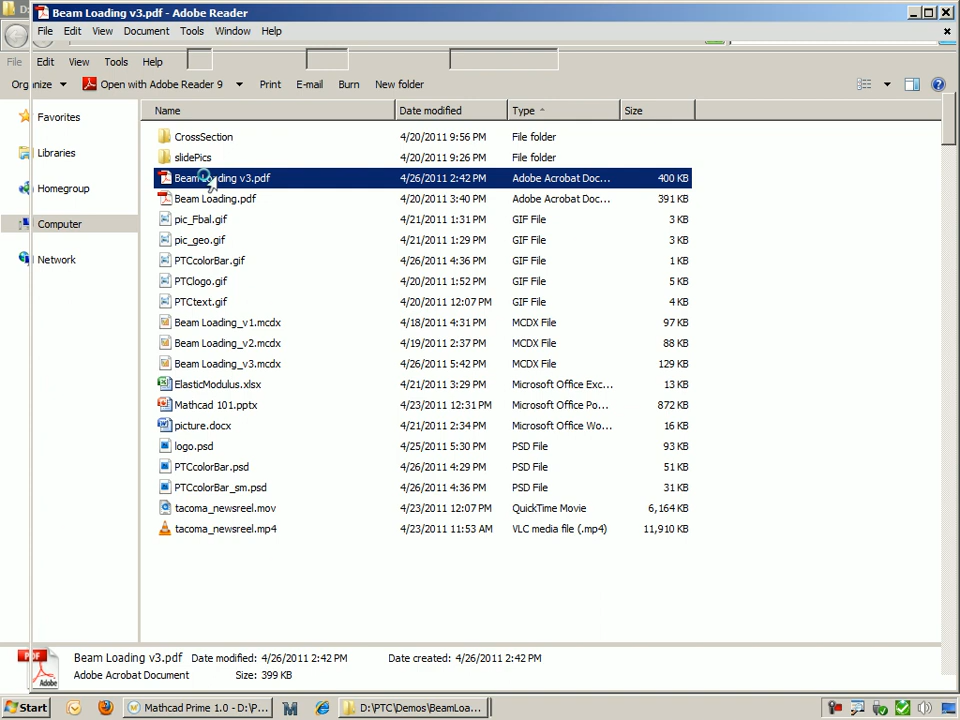 Beam Loading v3.pdf - Adobe Reader
File Edit View Document Tools Window Help
File Edit View Tools Help
Organize Open with Adobe Reader 9 Print E-mail Burn New folder
Favorites
Libraries
Homegroup
Computer
Network
Name Date modified Type Size
CrossSection 4/20/2011 9:56 PM File folder
slidePics 4/20/2011 9:26 PM File folder
Beam Loading v3.pdf 4/26/2011 2:42 PM Adobe Acrobat Doc... 400 KB
Beam Loading.pdf 4/20/2011 3:40 PM Adobe Acrobat Doc... 391 KB
pic_Fbal.gif 4/21/2011 1:31 PM GIF File 3 KB
pic_geo.gif 4/21/2011 1:29 PM GIF File 3 KB
PTCcolorBar.gif 4/26/2011 4:36 PM GIF File 1 KB
PTClogo.gif 4/20/2011 1:52 PM GIF File 5 KB
PTCtext.gif 4/20/2011 12:07 PM GIF File 4 KB
Beam Loading_v1.mcdx 4/18/2011 4:31 PM MCDX File 97 KB
Beam Loading_v2.mcdx 4/19/2011 2:37 PM MCDX File 88 KB
Beam Loading_v3.mcdx 4/26/2011 5:42 PM MCDX File 129 KB
ElasticModulus.xlsx 4/21/2011 3:29 PM Microsoft Office Exc... 13 KB
Mathcad 101.pptx 4/23/2011 12:31 PM Microsoft Office Po... 872 KB
picture.docx 4/21/2011 2:34 PM Microsoft Office Wo... 16 KB
logo.psd 4/25/2011 5:30 PM PSD File 93 KB
PTCcolorBar.psd 4/26/2011 4:29 PM PSD File 51 KB
PTCcolorBar_sm.psd 4/26/2011 4:36 PM PSD File 31 KB
tacoma_newsreel.mov 4/23/2011 12:07 PM QuickTime Movie 6,164 KB
tacoma_newsreel.mp4 4/23/2011 11:53 AM VLC media file (.mp4) 11,910 KB
PDF
Adobe
Beam Loading v3.pdf Date modified: 4/26/2011 2:42 PM Date created: 4/26/2011 2:42 PM
Adobe Acrobat Document Size: 399 KB
Start Mathcad Prime 1.0 - D:\P... D:\PTC\Demos\BeamLoa...